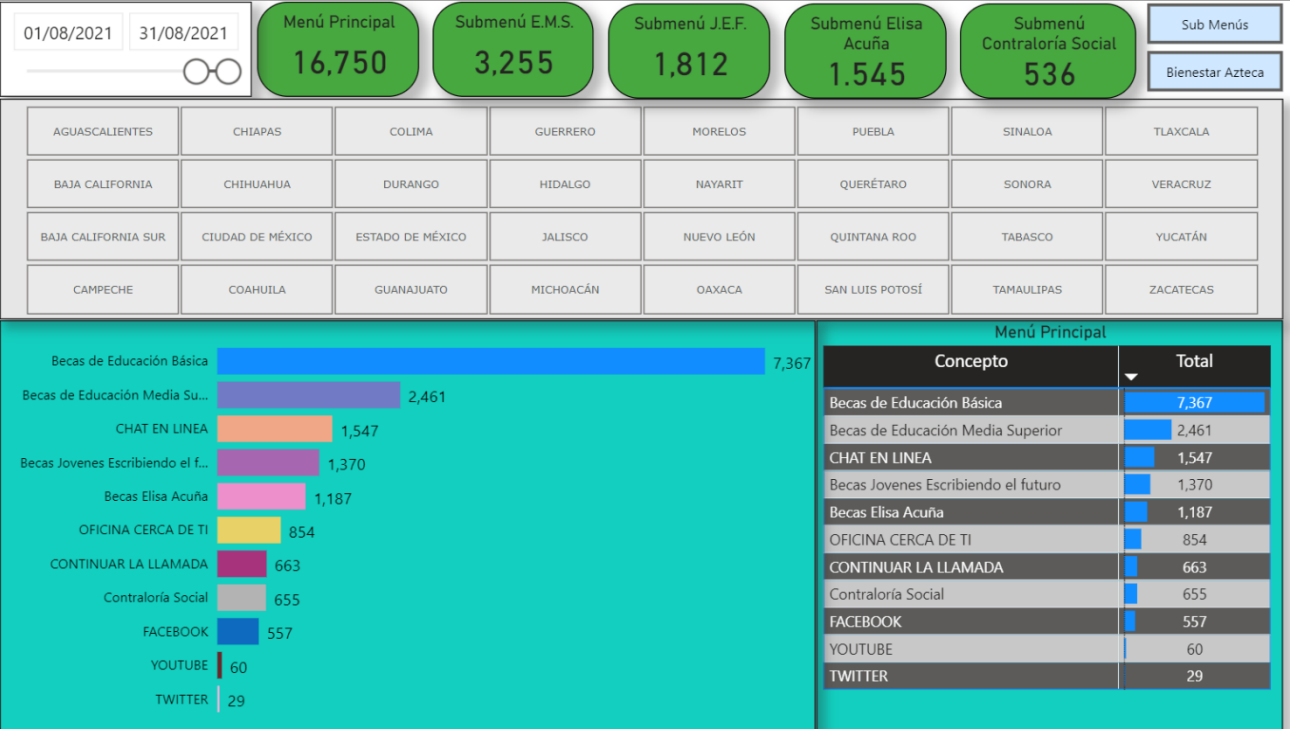 01/08/2021 31/08/2021
Menú Principal
16,750
Submenú E.M.S.
3,255
Submenú J.E.F.
1,812
Submenú Elisa
Acuña
1.545
Submenú
Contraloría Social
536
Sub Menús
Bienestar Azteca
AGUASCALIENTES CHIAPAS COLIMA GUERRERO MORELOS PUEBLA SINALOA TLAXCALA
BAJA CALIFORNIA CHIHUAHUA DURANGO HIDALGO NAYARIT QUERÉTARO SONORA VERACRUZ
BAJA CALIFORNIA SUR CIUDAD DE MÉXICO ESTADO DE MÉXICO JALISCO NUEVO LEÓN QUINTANA ROO TABASCO YUCATÁN
CAMPECHE COAHUILA GUANAJUATO MICHOACÁN OAXACA SAN LUIS POTOSÍ TAMAULIPAS ZACATECAS
Becas de Educación Básica 7,367
Becas de Educación Media Su... 2,461
CHAT EN LINEA 1,547
Becas Jovenes Escribiendo el f... 1,370
Becas Elisa Acuña 1,187
OFICINA CERCA DE TI 854
CONTINUAR LA LLAMADA 663
Contraloría Social 655
FACEBOOK 557
YOUTUBE 60
TWITTER 29
Menú Principal
Concepto Total
Becas de Educación Básica 7,367
Becas de Educación Media Superior 2,461
CHAT EN LINEA 1,547
Becas Jovenes Escribiendo el futuro 1,370
Becas Elisa Acuña 1,187
OFICINA CERCA DE TI 854
CONTINUAR LA LLAMADA 663
Contraloría Social 655
FACEBOOK 557
YOUTUBE 60
TWITTER 29